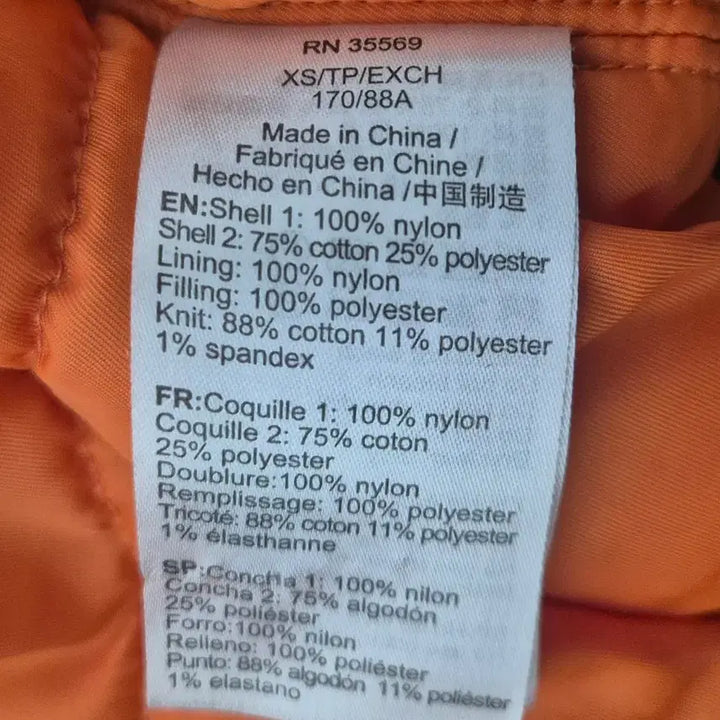 RN 35569
XS/TP/EXCH
170/88A
Made in China /
Fabriqué en Chine /
Hecho en China /中国制造
EN:Shell 1: 100% nylon
Shell 2: 75% cotton 25% polyester
Lining: 100% nylon
Filling: 100% polyester
Knit: 88% cotton 11% polyester
1% spandex
FR:Coquille 1: 100% nylon
Coquille 2: 75% coton
25% polyester
Doublure:100% nylon
Remplissage: 100% polyester
Tricoté: 88% coton 11% polyester
1% élasthanne
SP:Concha 1: 100% nilon
Concha 2: 75% algodón
25% poliéster
Forro:100% nilon
Relleno: 100% poliéster
Punto: 88% algodón 11% poliéster
1% elastano